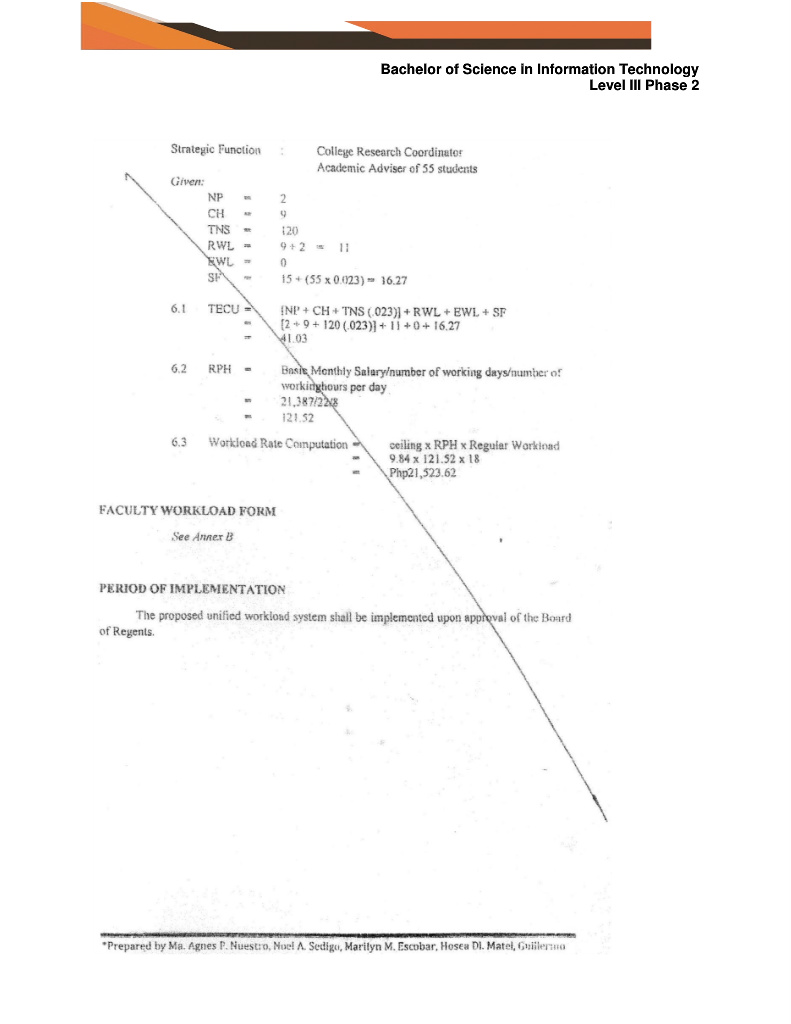 Bachelor of Science in Information Technology
Level III Phase 2
Strategic Function : College Research Coordinator
Academic Adviser of 55 students
Given:
NP = 2
CH = 9
TNS = 120
RWL = 9 + 2 = 11
EWL = 0
SF = 15 + (55 x 0.023) = 16.27
6.1 TECU = [NP + CH + TNS (.023)] + RWL + EWL + SF
= [2 + 9 + 120 (.023)] + 11 + 0 + 16.27
= 41.03
6.2 RPH = Basic Monthly Salary/number of working days/number of
workinghours per day
= 21,387/22/8
= 121.52
6.3 Workload Rate Computation = ceiling x RPH x Regular Workload
= 9.84 x 121.52 x 18
= Php21,523.62
FACULTY WORKLOAD FORM
See Annex B
PERIOD OF IMPLEMENTATION
The proposed unified workload system shall be implemented upon approval of the Board
of Regents.
*Prepared by Ma. Agnes P. Nuestro, Noel A. Sedigo, Marilyn M. Escobar, Hosea DI. Matel, Guillermo